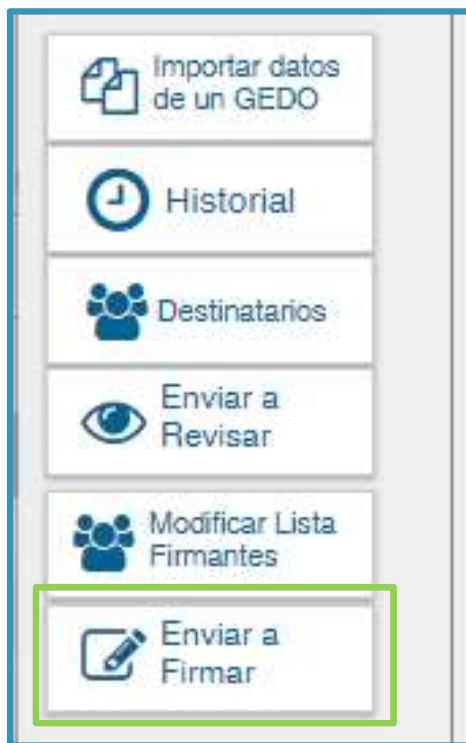 Importar datos
de un GEDO
Historial
Destinatarios
Enviar a
Revisar
Modificar Lista
Firmantes
Enviar a
Firmar